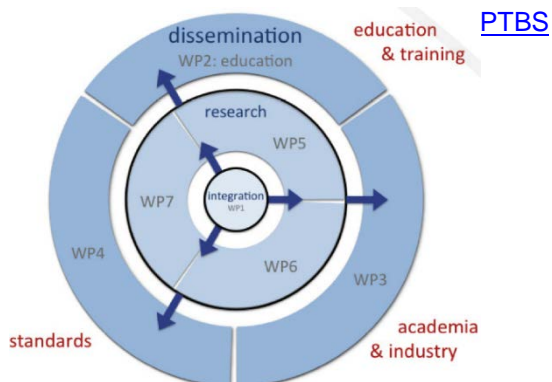 education
& training
PTBS
dissemination
WP2: education
research
WP5
WP7
integration
WP1
WP4
WP6
WP3
standards
academia
& industry